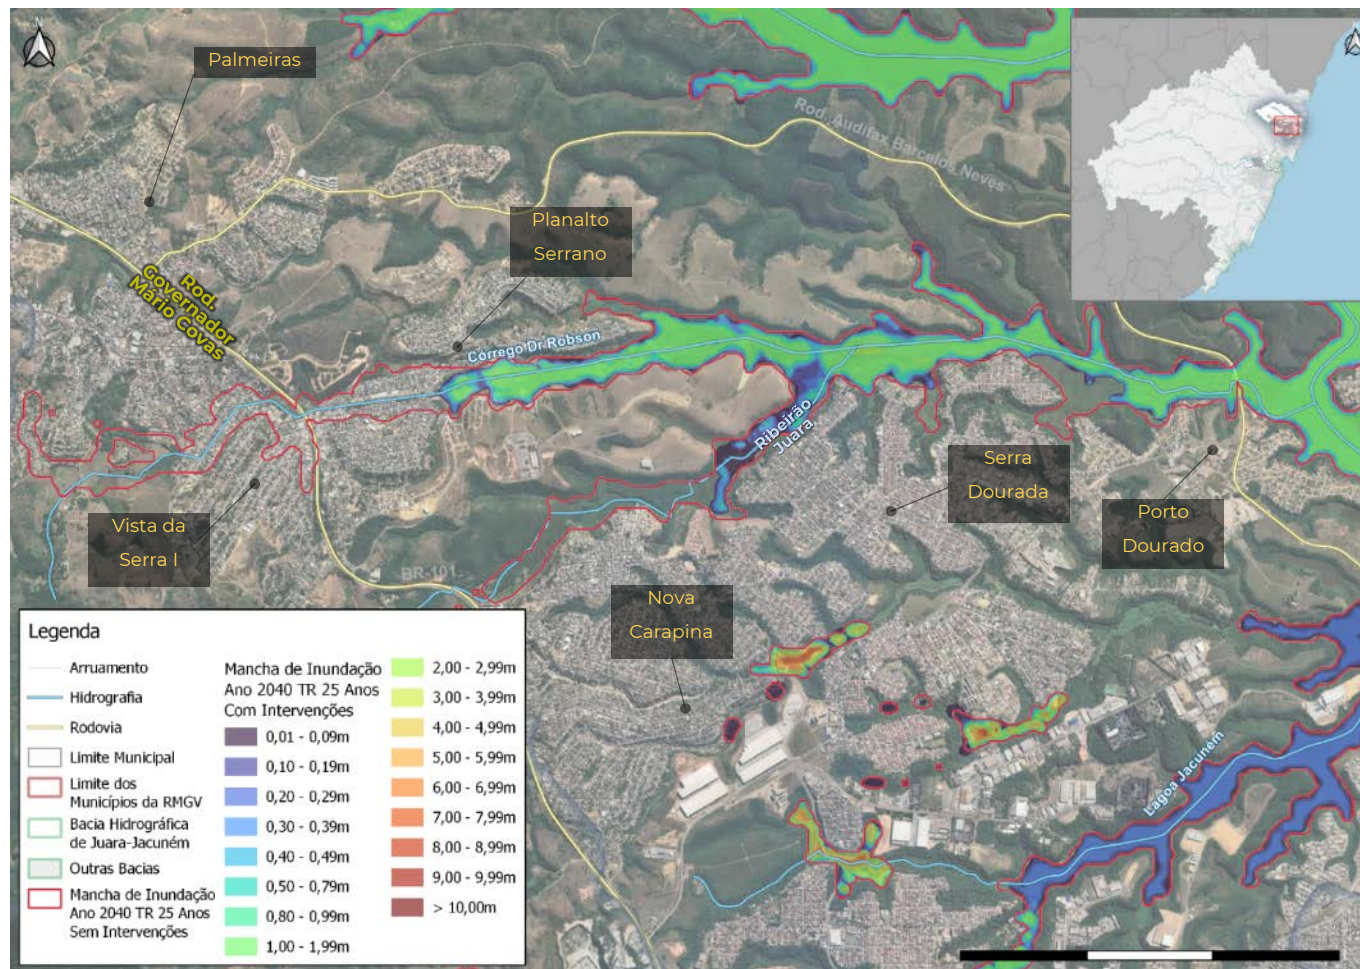 N
Palmeiras
Rod. Audifax Barcelos Neves
Planalto
Serrano
Rod.
Governador
Mário Covas
Córrego Dr Robson
Ribeirão
Juara
Serra
Dourada
Porto
Dourado
Vista da
Serra I
BR-101
Nova
Carapina
Lagoa Jacuném
Legenda
Arruamento
Hidrografia
Rodovia
Limite Municipal
Limite dos
Municípios da RMGV
Bacia Hidrográfica
de Juara-Jacuném
Outras Bacias
Mancha de Inundação
Ano 2040 TR 25 Anos
Sem Intervenções
Mancha de Inundação
Ano 2040 TR 25 Anos
Com Intervenções
0,01 - 0,09m
0,10 - 0,19m
0,20 - 0,29m
0,30 - 0,39m
0,40 - 0,49m
0,50 - 0,79m
0,80 - 0,99m
1,00 - 1,99m
2,00 - 2,99m
3,00 - 3,99m
4,00 - 4,99m
5,00 - 5,99m
6,00 - 6,99m
7,00 - 7,99m
8,00 - 8,99m
9,00 - 9,99m
> 10,00m